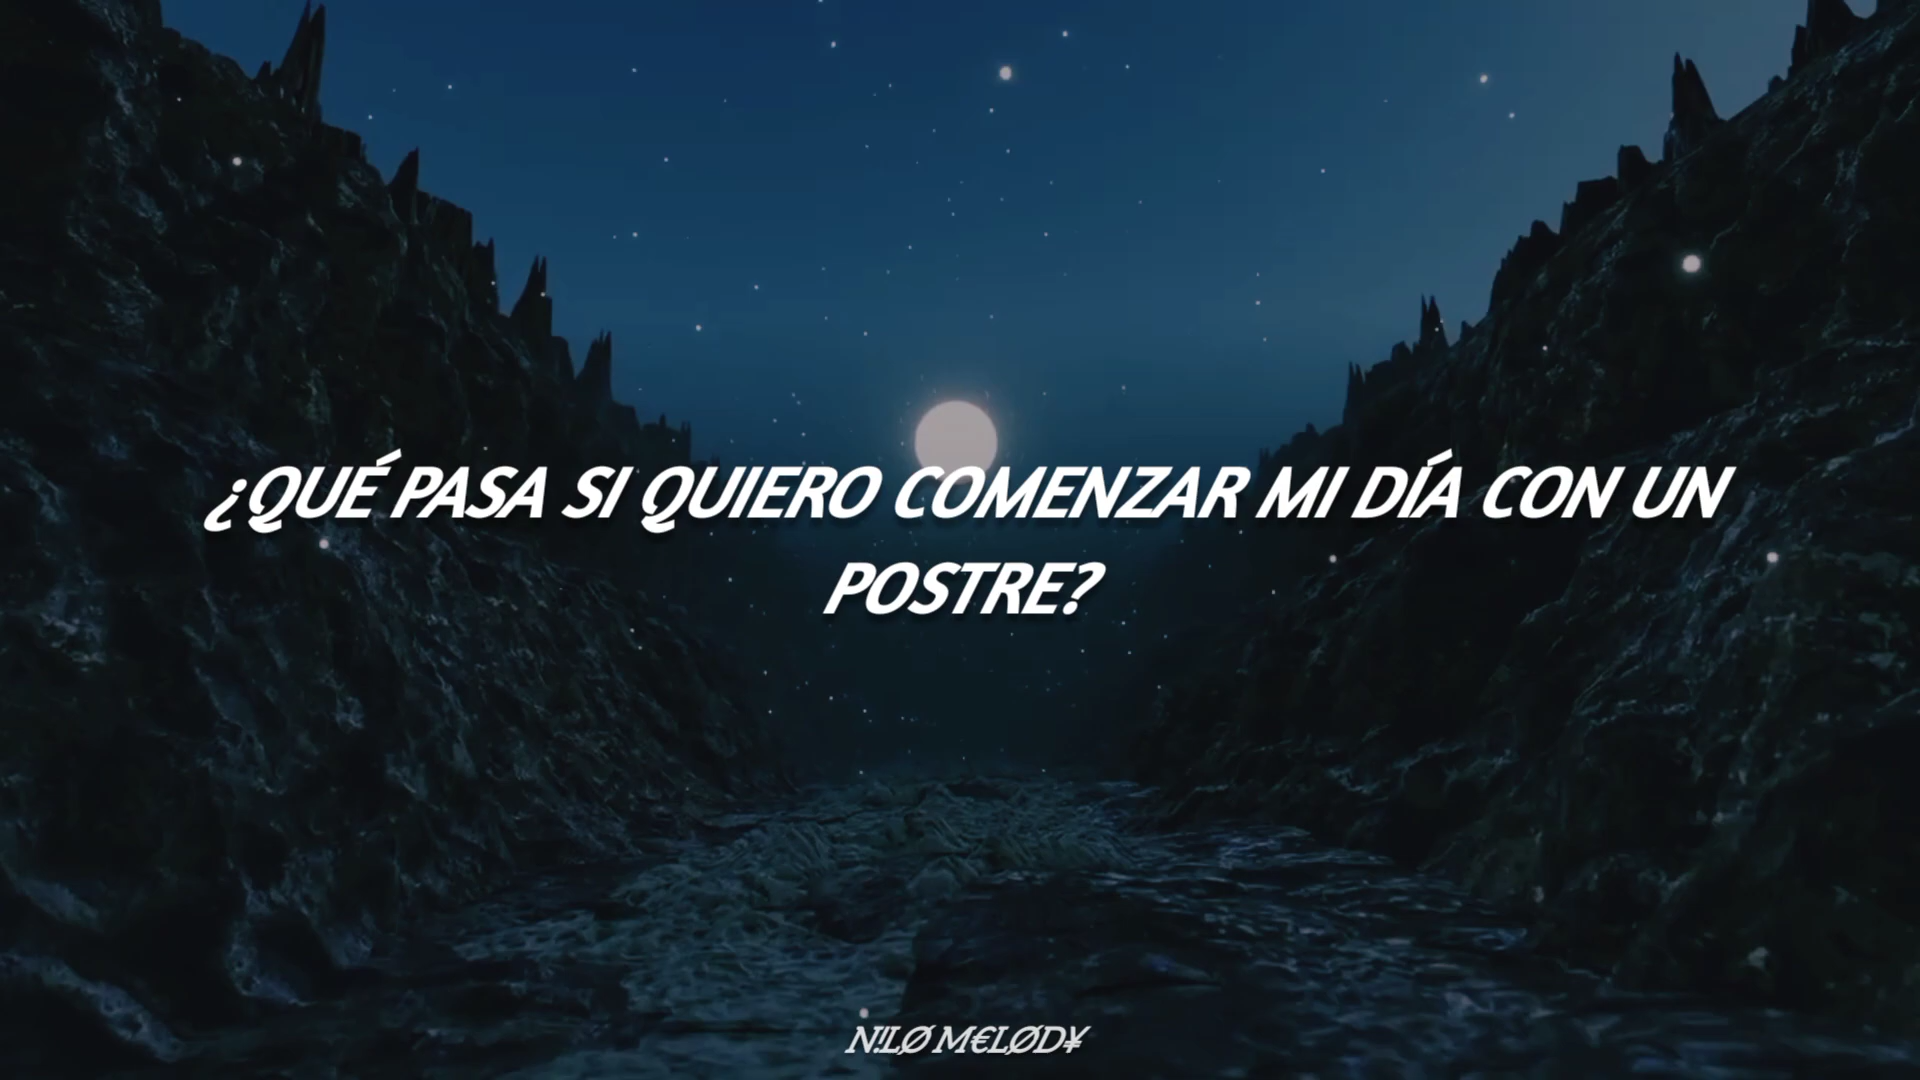 ¿QUÉ PASA SI QUIERO COMENZAR MI DÍA CON UN
POSTRE?
N!LØ M€LØD¥